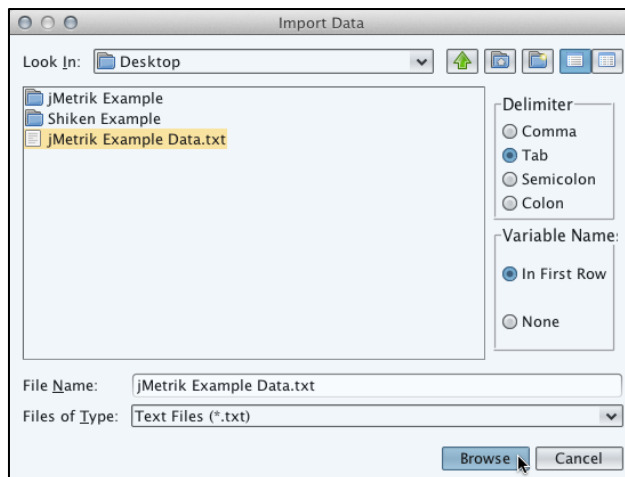 Import Data
Look In: Desktop
jMetrik Example
Shiken Example
jMetrik Example Data.txt
Delimiter
Comma
Tab
Semicolon
Colon
Variable Name:
In First Row
None
File Name: jMetrik Example Data.txt
Files of Type: Text Files (*.txt)
Browse Cancel